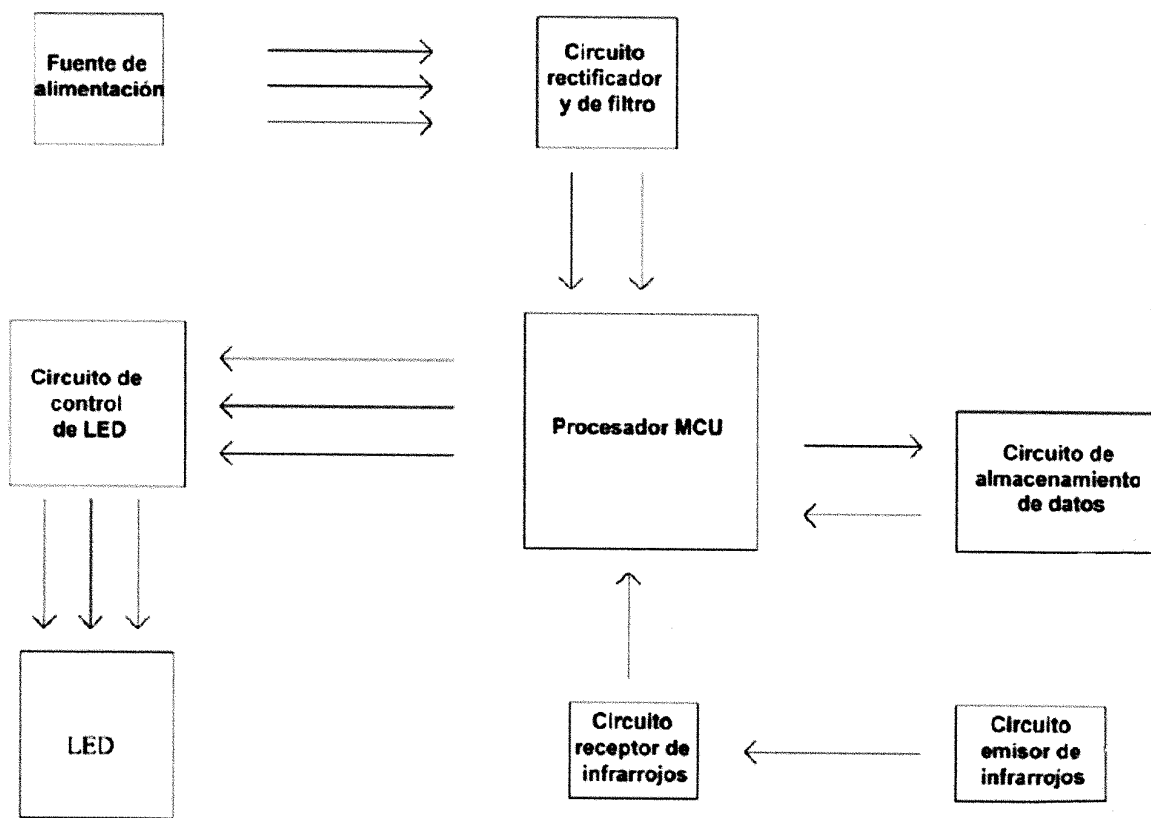 Fuente de
alimentación
Circuito
rectificador
y de filtro
Circuito de
control
de LED
Procesador MCU
Circuito de
almacenamiento
de datos
LED
Circuito
receptor de
infrarrojos
Circuito
emisor de
infrarrojos